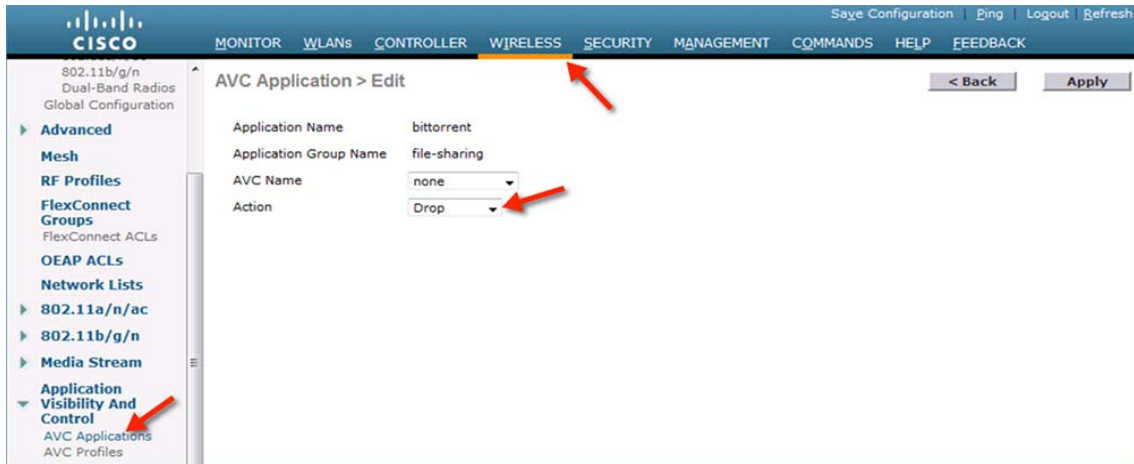 Save Configuration | Ping | Logout | Refresh
CISCO
MONITOR WLANs CONTROLLER WIRELESS SECURITY MANAGEMENT COMMANDS HELP FEEDBACK
802.11b/g/n
Dual-Band Radios
Global Configuration
Advanced
Mesh
RF Profiles
FlexConnect
Groups
FlexConnect ACLs
OEAP ACLs
Network Lists
802.11a/n/ac
802.11b/g/n
Media Stream
Application
Visibility And
Control
AVC Applications
AVC Profiles
AVC Application > Edit
< Back
Apply
Application Name bittorrent
Application Group Name file-sharing
AVC Name none
Action Drop